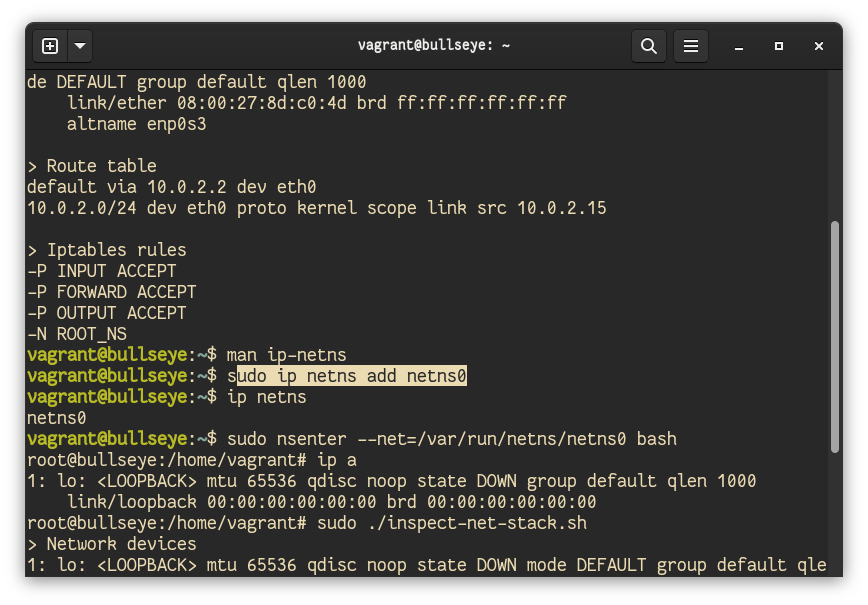 vagrant@bullseye: ~
de DEFAULT group default qlen 1000
    link/ether 08:00:27:8d:c0:4d brd ff:ff:ff:ff:ff:ff
    altname enp0s3
> Route table
default via 10.0.2.2 dev eth0
10.0.2.0/24 dev eth0 proto kernel scope link src 10.0.2.15
> Iptables rules
-P INPUT ACCEPT
-P FORWARD ACCEPT
-P OUTPUT ACCEPT
-N ROOT_NS
vagrant@bullseye:~$ man ip-netns
vagrant@bullseye:~$ sudo ip netns add netns0
vagrant@bullseye:~$ ip netns
netns0
vagrant@bullseye:~$ sudo nsenter --net=/var/run/netns/netns0 bash
root@bullseye:/home/vagrant# ip a
1: lo: <LOOPBACK> mtu 65536 qdisc noop state DOWN group default qlen 1000
    link/loopback 00:00:00:00:00:00 brd 00:00:00:00:00:00
root@bullseye:/home/vagrant# sudo ./inspect-net-stack.sh
> Network devices
1: lo: <LOOPBACK> mtu 65536 qdisc noop state DOWN mode DEFAULT group default qle